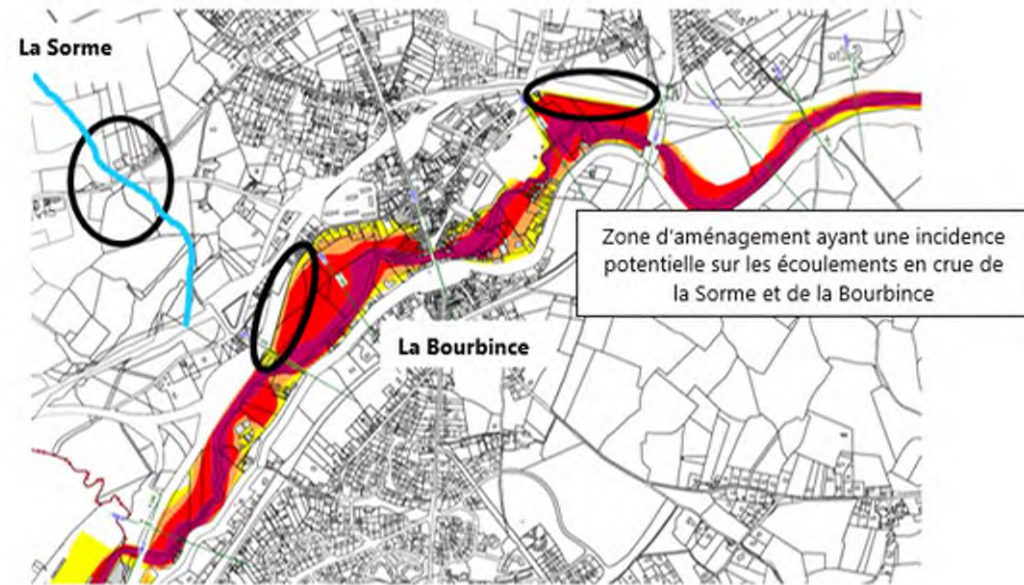 La Sorme
Zone d'aménagement ayant une incidence
potentielle sur les écoulements en crue de
la Sorme et de la Bourbince
La Bourbince